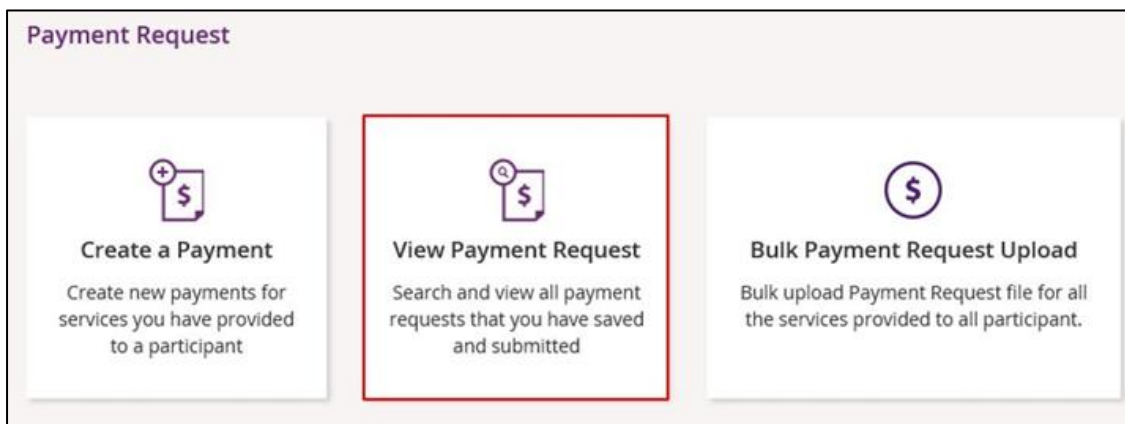 Payment Request
Create a Payment
Create new payments for
services you have provided
to a participant
View Payment Request
Search and view all payment
requests that you have saved
and submitted
Bulk Payment Request Upload
Bulk upload Payment Request file for all
the services provided to all participant.